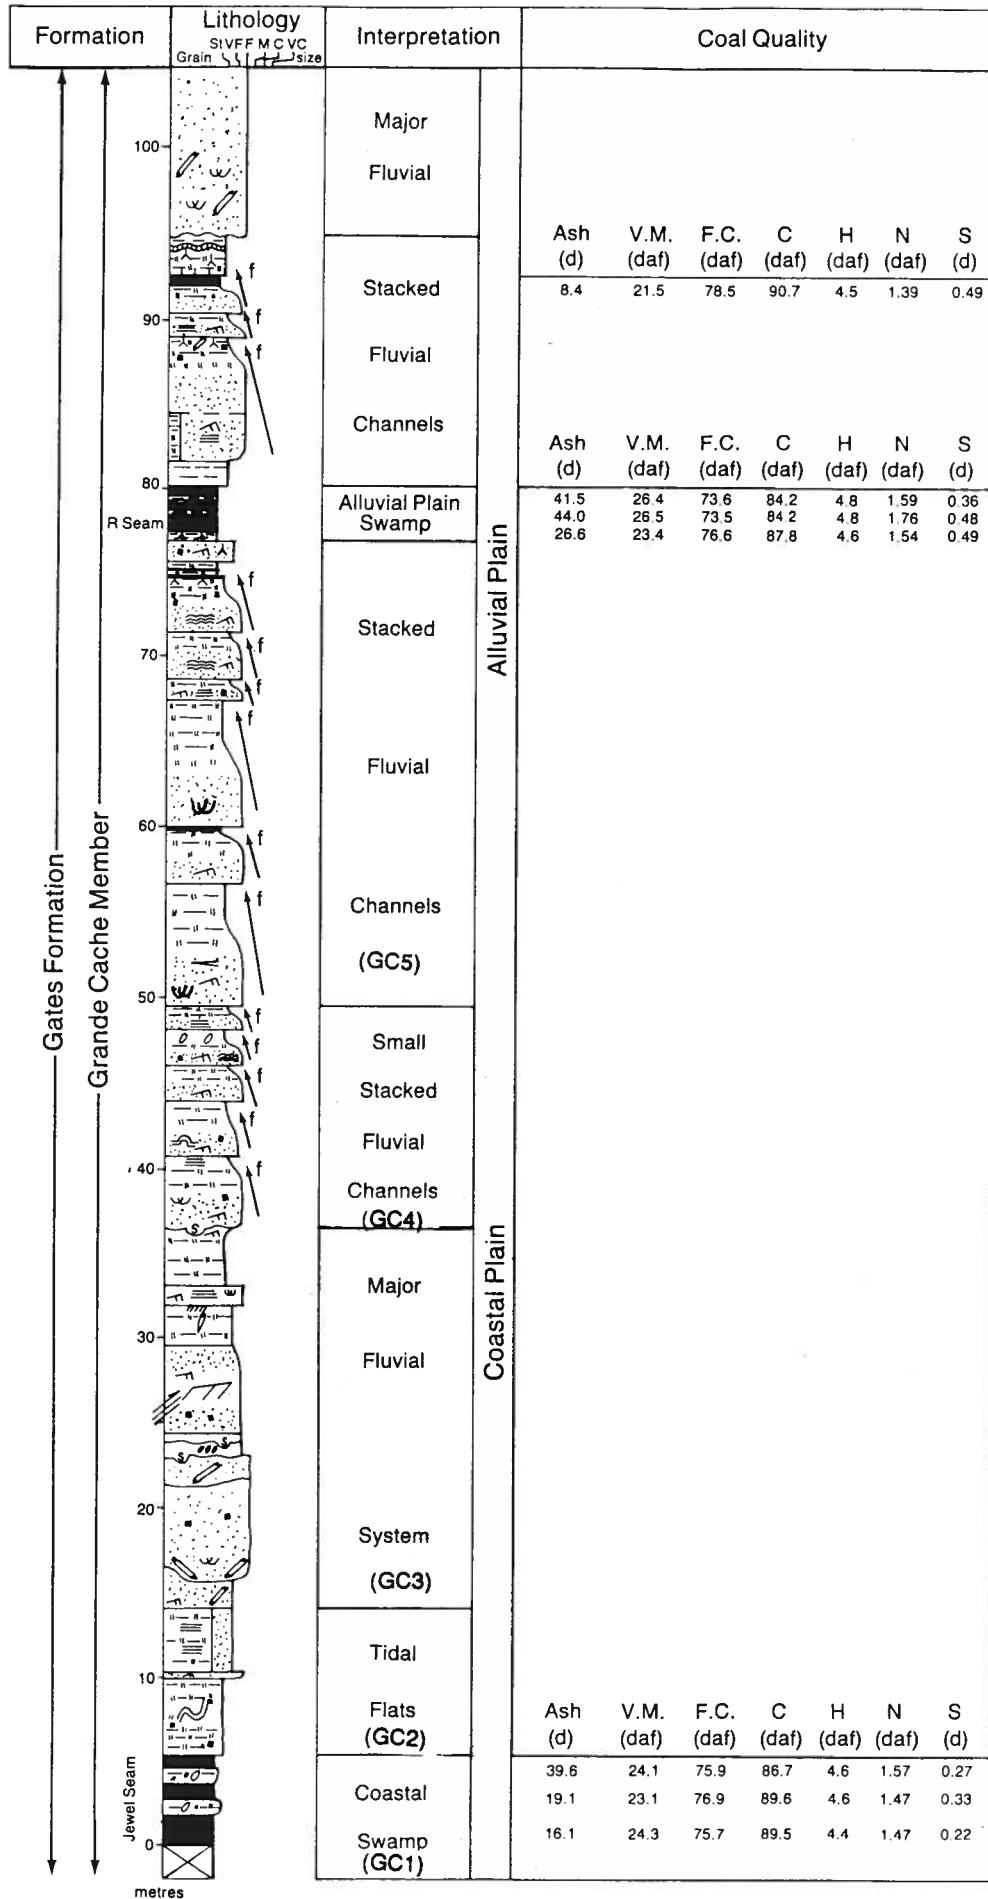 Formation
Lithology
St VF F M C VC
Grain size
Interpretation
Coal Quality
Major
100
Fluvial
Ash V.M. F.C. C H N S
(d) (daf) (daf) (daf) (daf) (daf) (d)
8.4 21.5 78.5 90.7 4.5 1.39 0.49
f
Stacked
f
90
f
Fluvial
Channels
Ash V.M. F.C. C H N S
(d) (daf) (daf) (daf) (daf) (daf) (d)
80
41.5 26.4 73.6 84.2 4.8 1.59 0.36
44.0 26.5 73.5 84.2 4.8 1.76 0.48
26.6 23.4 76.6 87.8 4.6 1.54 0.49
Alluvial Plain
Swamp
R Seam
f
Stacked
f
70
f
f
Fluvial
60
f
f
Channels
(GC5)
50
f
Small
f
f
Stacked
f
Fluvial
40
f
Channels
(GC4)
S
Major
30
Fluvial
S
S
20
System
(GC3)
Tidal
10
Flats
(GC2)
Ash V.M. F.C. C H N S
(d) (daf) (daf) (daf) (daf) (daf) (d)
39.6 24.1 75.9 86.7 4.6 1.57 0.27
19.1 23.1 76.9 89.6 4.6 1.47 0.33
16.1 24.3 75.7 89.5 4.4 1.47 0.22
Coastal
Swamp
(GC1)
Jewel Seam
0
metres
Gates Formation
Grande Cache Member
Alluvial Plain
Coastal Plain